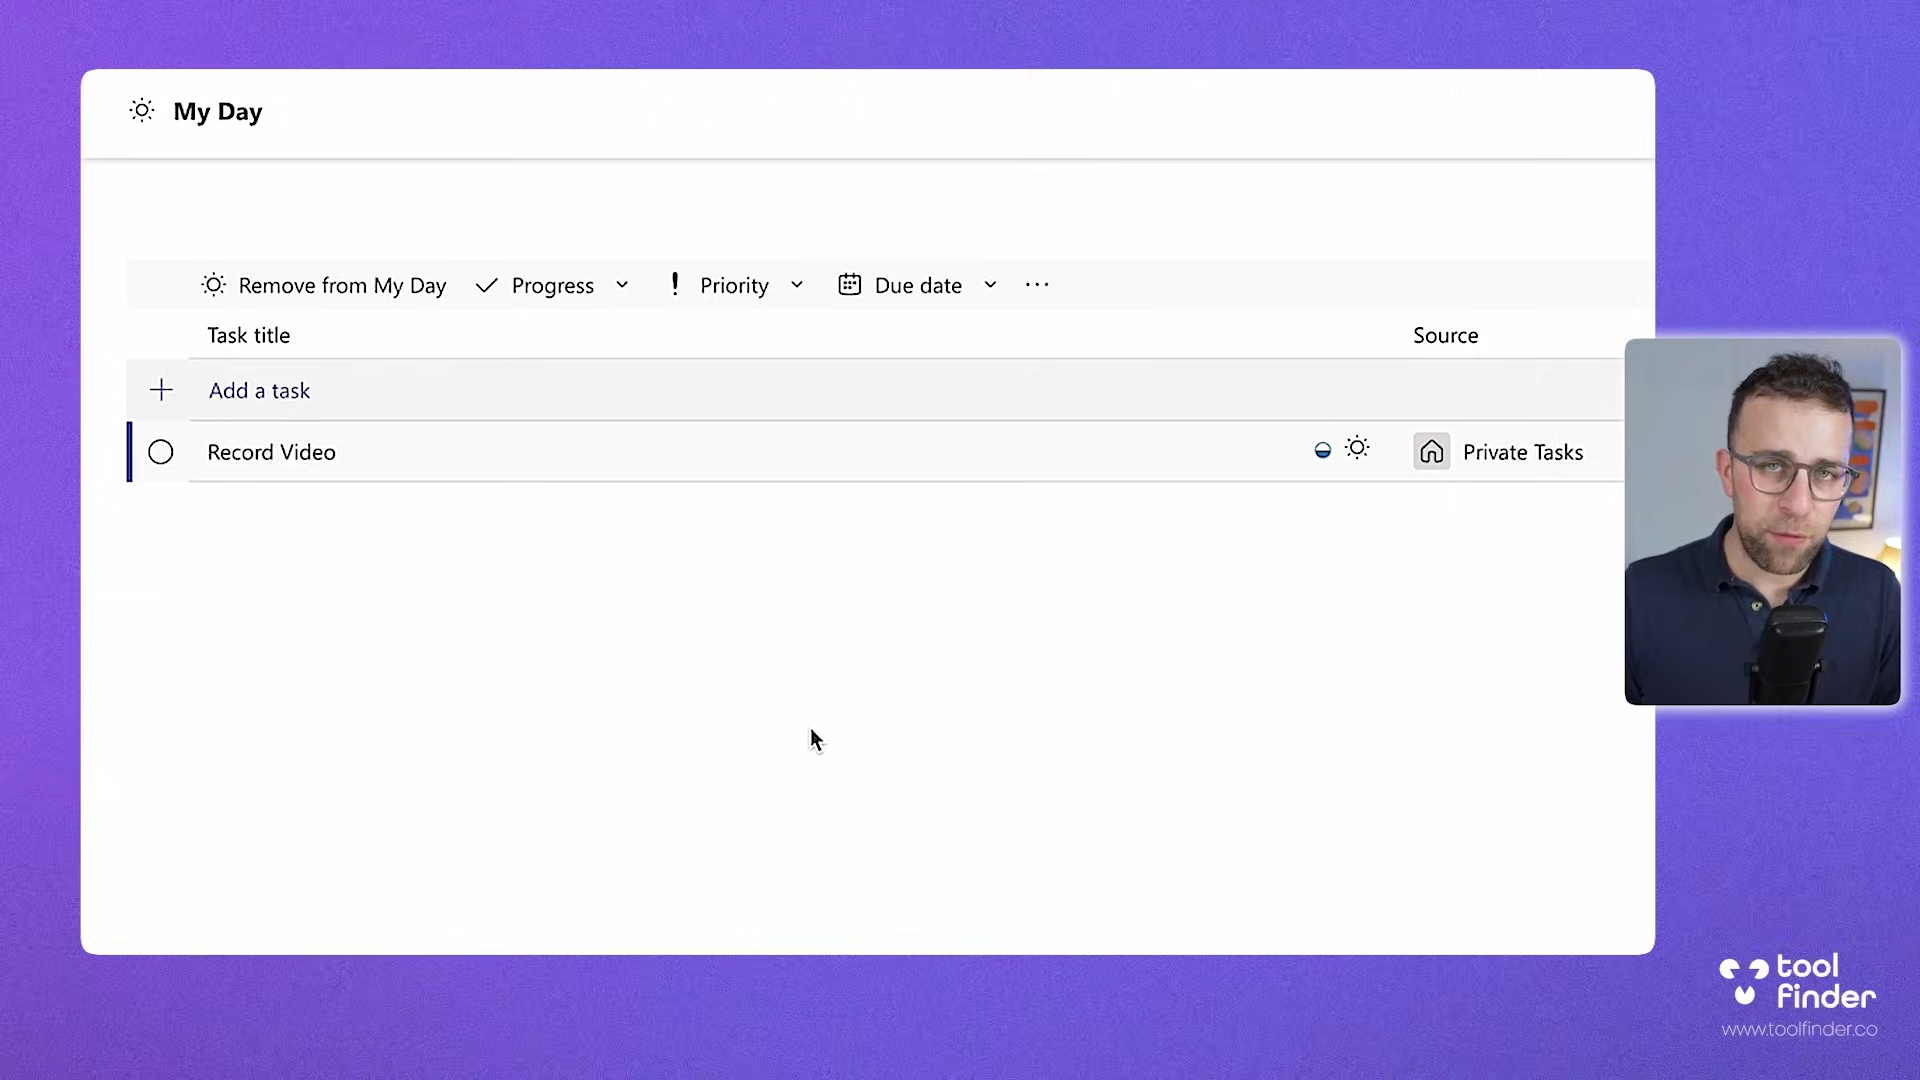 My Day
Remove from My Day Progress Priority Due date ...
Task title Source
Add a task
Record Video Private Tasks
tool
finder
www.toolfinder.co